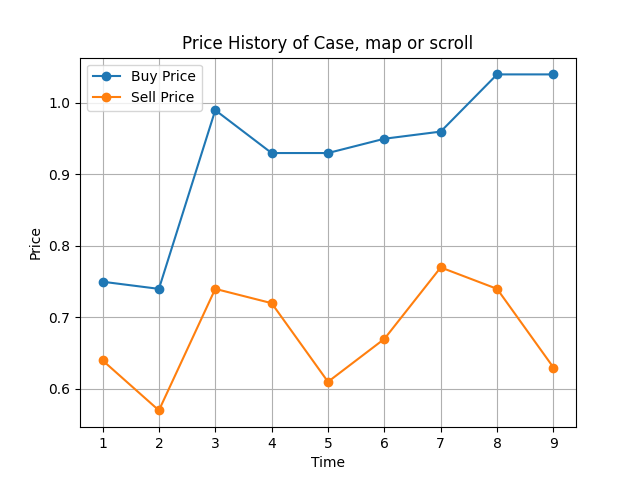 Price History of Case, map or scroll
Buy Price
Sell Price
1.0
0.9
0.8
0.7
0.6
Price
1 2 3 4 5 6 7 8 9
Time